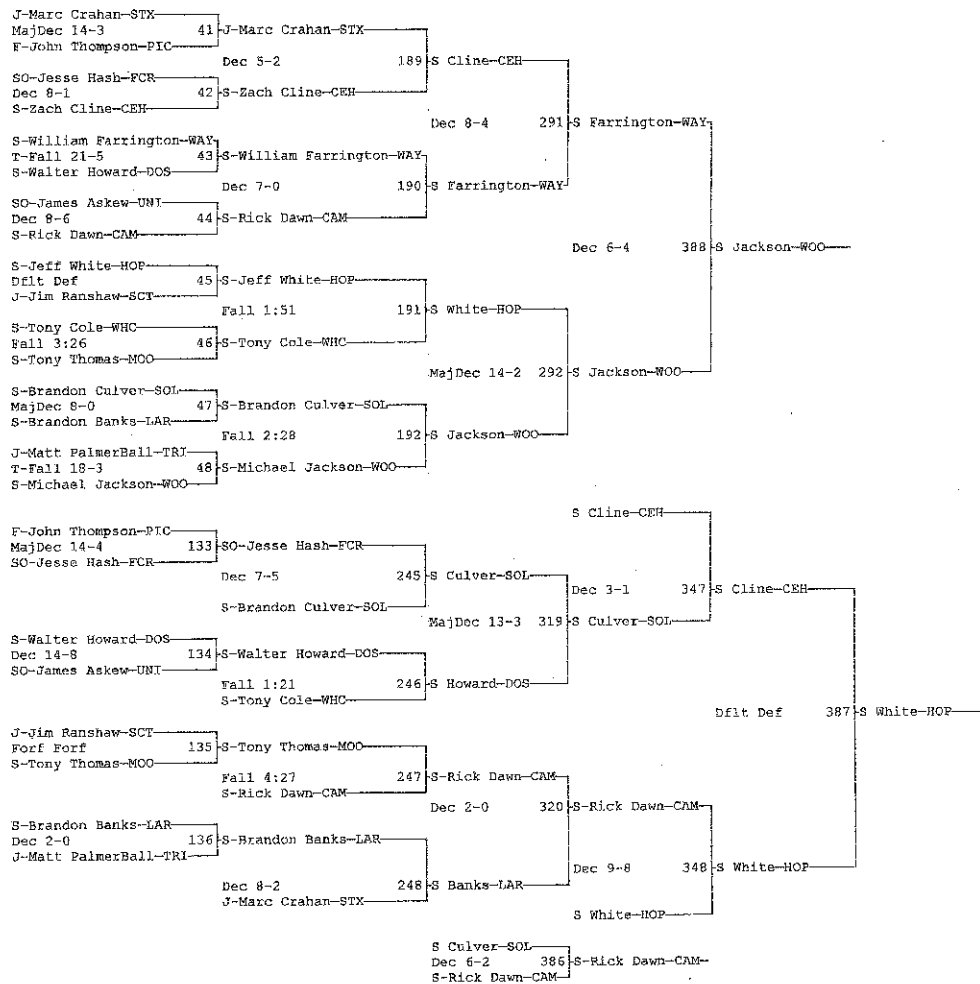 J-Marc Crahan-STX
MajDec 14-3 41 J-Marc Crahan-STX
F-John Thompson-PIC
Dec 5-2 189 S Cline-CEH
SO-Jesse Hash-FCR
Dec 8-1 42 S-Zach Cline-CEH
S-Zach Cline-CEH
Dec 8-4 291 S Farrington-WAY
S-William Farrington-WAY
T-Fall 21-5 43 S-William Farrington-WAY
S-Walter Howard-DOS
Dec 7-0 190 S Farrington-WAY
SO-James Askew-UNI
Dec 8-6 44 S-Rick Dawn-CAM
S-Rick Dawn-CAM
Dec 6-4 388 S Jackson-WOO
S-Jeff White-HOP
Dflt Def 45 S-Jeff White-HOP
J-Jim Ranshaw-SCT
Fall 1:51 191 S White-HOP
S-Tony Cole-WHC
Fall 3:26 46 S-Tony Cole-WHC
S-Tony Thomas-MOO
MajDec 14-2 292 S Jackson-WOO
S-Brandon Culver-SOL
MajDec 8-0 47 S-Brandon Culver-SOL
S-Brandon Banks-LAR
Fall 2:28 192 S Jackson-WOO
J-Matt PalmerBall-TRI
T-Fall 18-3 48 S-Michael Jackson-WOO
S-Michael Jackson-WOO
S Cline-CEH
F-John Thompson-PIC
MajDec 14-4 133 SO-Jesse Hash-FCR
SO-Jesse Hash-FCR
Dec 7-5 245 S Culver-SOL
Dec 3-1 347 S Cline-CEH
S-Brandon Culver-SOL
MajDec 13-3 319 S Culver-SOL
S-Walter Howard-DOS
Dec 14-8 134 S-Walter Howard-DOS
SO-James Askew-UNI
Fall 1:21 246 S Howard-DOS
S-Tony Cole-WHC
Dflt Def 387 S White-HOP
J-Jim Ranshaw-SCT
Forf Forf 135 S-Tony Thomas-MOO
S-Tony Thomas-MOO
Fall 4:27 247 S-Rick Dawn-CAM
S-Rick Dawn-CAM
Dec 2-0 320 S-Rick Dawn-CAM
S-Brandon Banks-LAR
Dec 2-0 136 S-Brandon Banks-LAR
J-Matt PalmerBall-TRI
Dec 9-8 348 S White-HOP
Dec 8-2 248 S Banks-LAR
J-Marc Crahan-STX
S White-HOP
S Culver-SOL
Dec 6-2 386 S-Rick Dawn-CAM
S-Rick Dawn-CAM